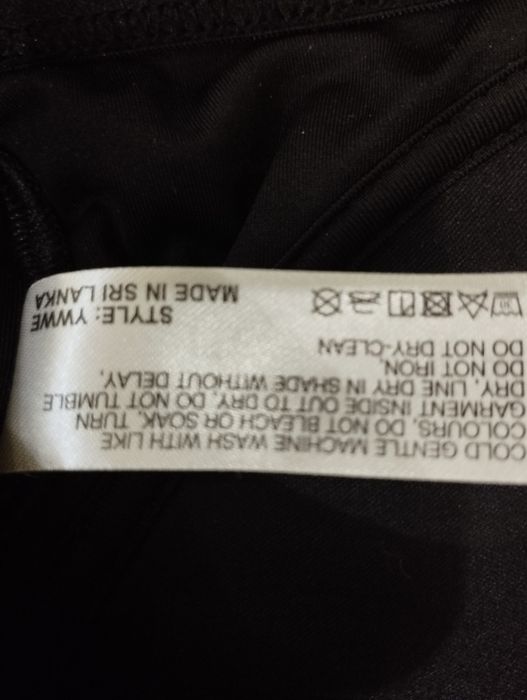 COLD GENTLE MACHINE WASH WITH LIKE
COLOURS, DO NOT BLEACH OR SOAK, TURN
GARMENT INSIDE OUT TO DRY, DO NOT TUMBLE
DRY, LINE DRY IN SHADE WITHOUT DELAY,
DO NOT IRON,
DO NOT DRY-CLEAN
STYLE: YWWE
MADE IN SRI LANKA